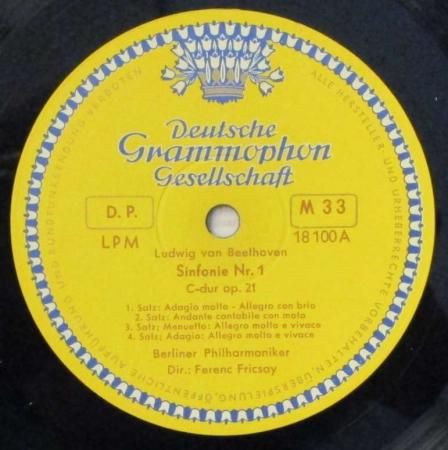 Deutsche
Grammophon
Gesellschaft
D. P.
M 33
LPM
18 100 A
Ludwig van Beethoven
Sinfonie Nr. 1
C-dur op. 21
1. Satz: Adagio molto - Allegro con brio
2. Satz: Andante cantabile con moto
3. Satz; Menuetto: Allegro molto e vivace
4. Satz; Adagio: Allegro molto e vivace
Berliner Philharmoniker
Dir.: Ferenc Fricsay
ALLE HERSTELLER- UND URHEBERRECHTE VORBEHALTEN, ÜBERSPIELUNG, ÖFFENTLICHE AUFFÜHRUNG UND RUNDFUNKSENDUNG VERBOTEN